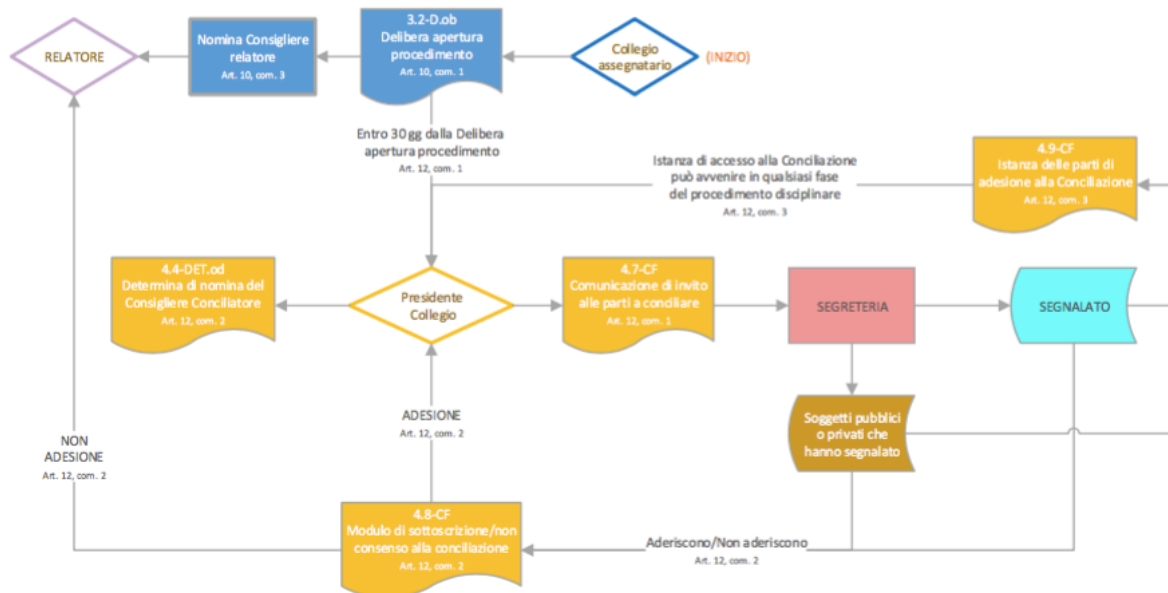 RELATORE
Nomina Consigliere
relatore
Art. 10, com. 3
3.2-D.ob
Delibera apertura
procedimento
Art. 10, com. 1
Collegio
assegnatario
(INIZIO)
Entro 30 gg dalla Delibera
apertura procedimento
Art. 12, com. 1
Istanza di accesso alla Conciliazione
può avvenire in qualsiasi fase
del procedimento disciplinare
Art. 12, com. 3
4.9-CF
Istanza delle parti di
adesione alla Conciliazione
Art. 12, com. 3
4.4-DET.od
Determina di nomina del
Consigliere Conciliatore
Art. 12, com. 2
Presidente
Collegio
4.7-CF
Comunicazione di invito
alle parti a conciliare
Art. 12, com. 1
SEGRETERIA
SEGNALATO
ADESIONE
Art. 12, com. 2
Soggetti pubblici
o privati che
hanno segnalato
NON
ADESIONE
Art. 12, com. 2
4.8-CF
Modulo di sottoscrizione/non
consenso alla conciliazione
Art. 12, com. 2
Aderiscono/Non aderiscono
Art. 12, com. 2